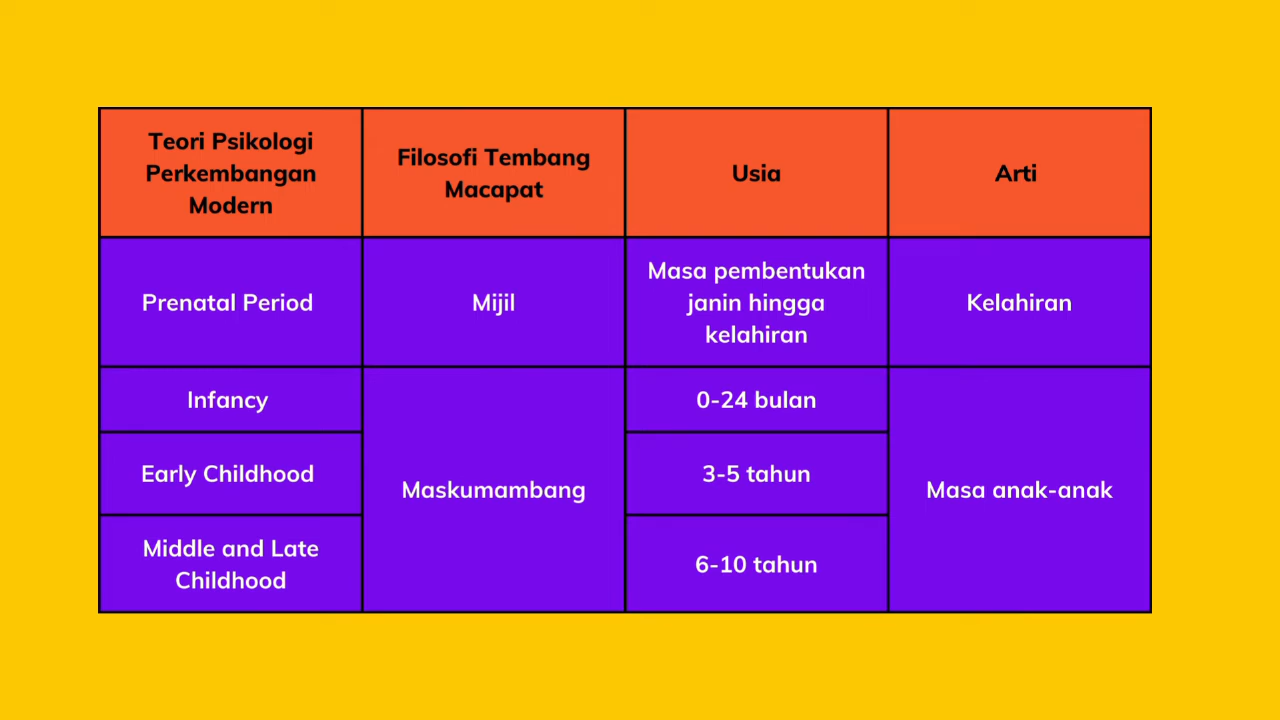 Teori Psikologi
Perkembangan
Modern
Filosofi Tembang
Macapat
Usia
Arti
Prenatal Period
Mijil
Masa pembentukan
janin hingga
kelahiran
Kelahiran
Infancy
Maskumambang
0-24 bulan
Masa anak-anak
Early Childhood
3-5 tahun
Middle and Late
Childhood
6-10 tahun